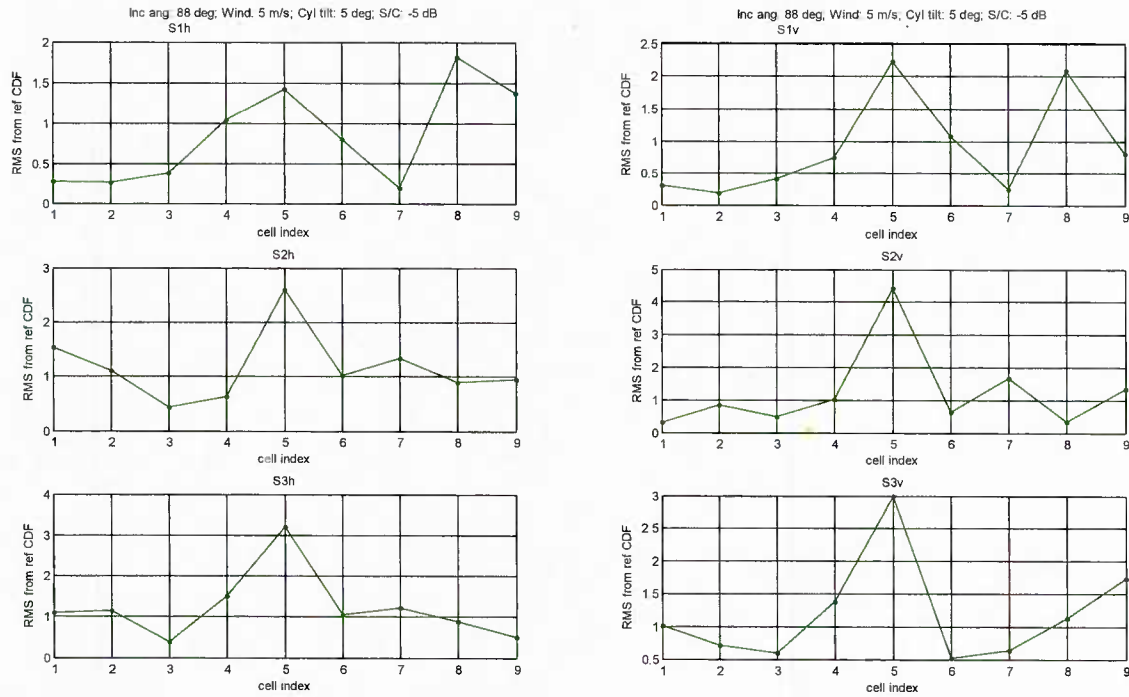 Inc ang: 88 deg; Wind: 5 m/s; Cyl tilt: 5 deg; S/C: -5 dB
S1h
RMS from ref CDF
2
1.5
1
0.5
0
1 2 3 4 5 6 7 8 9
cell index
S2h
RMS from ref CDF
3
2
1
0
1 2 3 4 5 6 7 8 9
cell index
S3h
RMS from ref CDF
4
3
2
1
0
1 2 3 4 5 6 7 8 9
cell index
Inc ang: 88 deg; Wind: 5 m/s; Cyl tilt: 5 deg; S/C: -5 dB
S1v
RMS from ref CDF
2.5
2
1.5
1
0.5
0
1 2 3 4 5 6 7 8 9
cell index
S2v
RMS from ref CDF
5
4
3
2
1
0
1 2 3 4 5 6 7 8 9
cell index
S3v
RMS from ref CDF
3
2.5
2
1.5
1
0.5
1 2 3 4 5 6 7 8 9
cell index